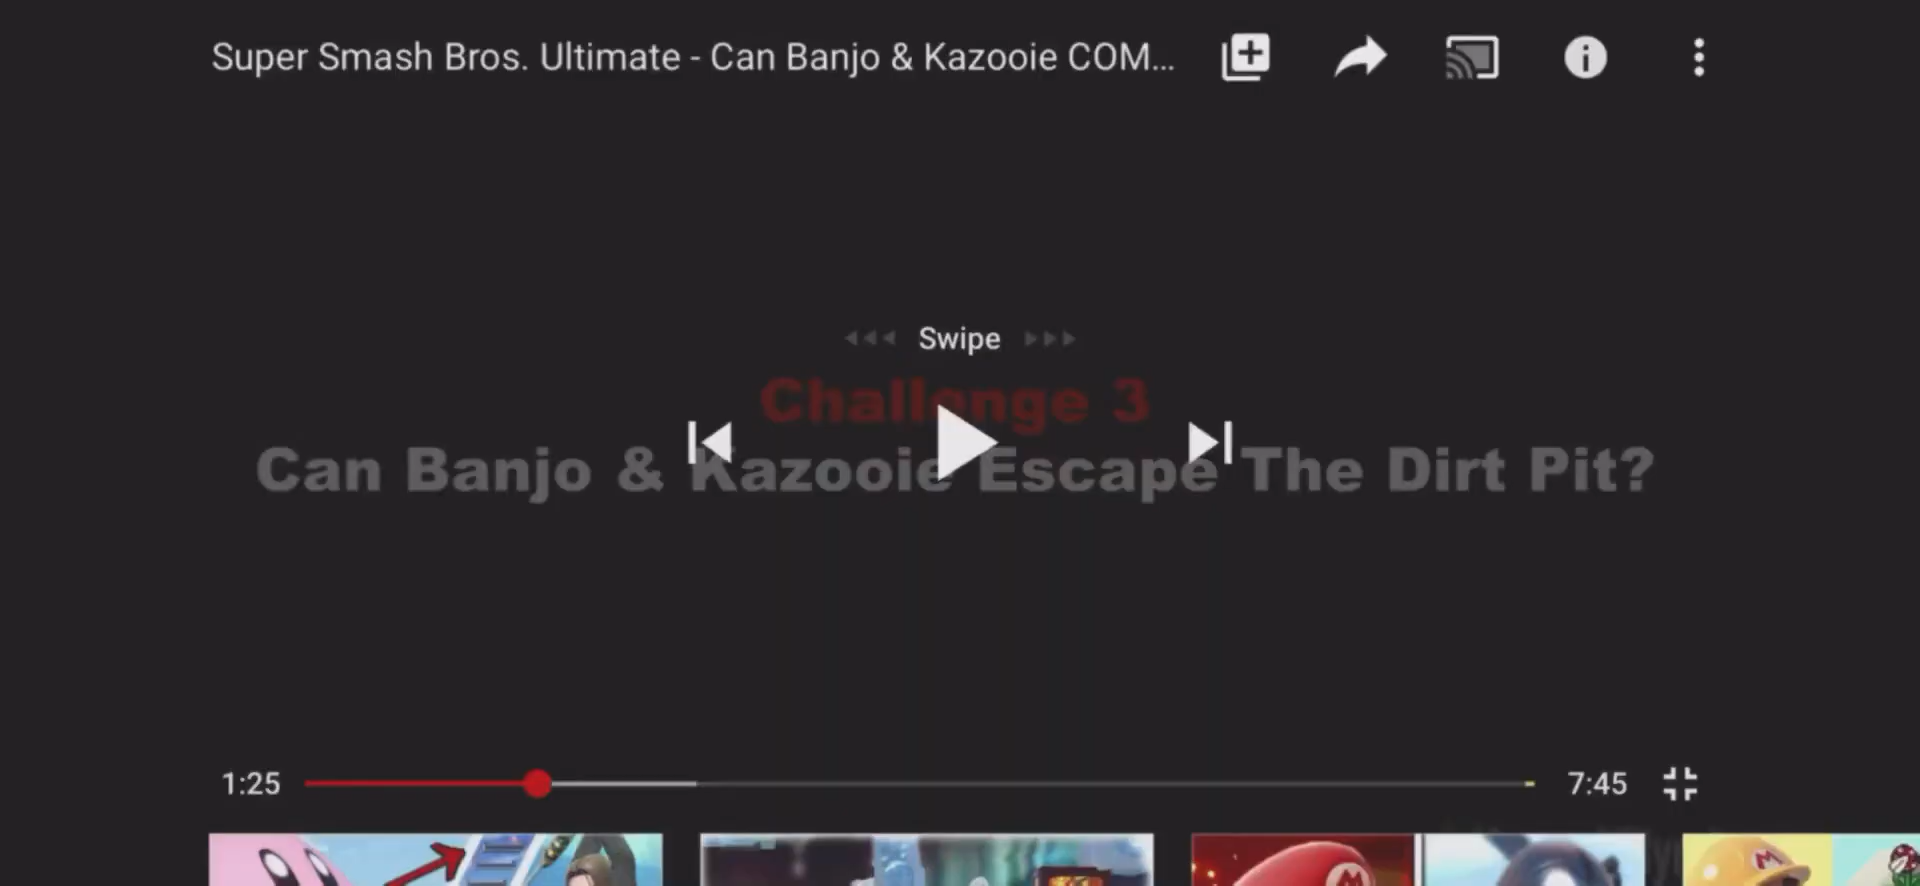 Super Smash Bros. Ultimate - Can Banjo & Kazooie COM...
Swipe
Challenge 3
Can Banjo & Kazooie Escape The Dirt Pit?
1:25
7:45